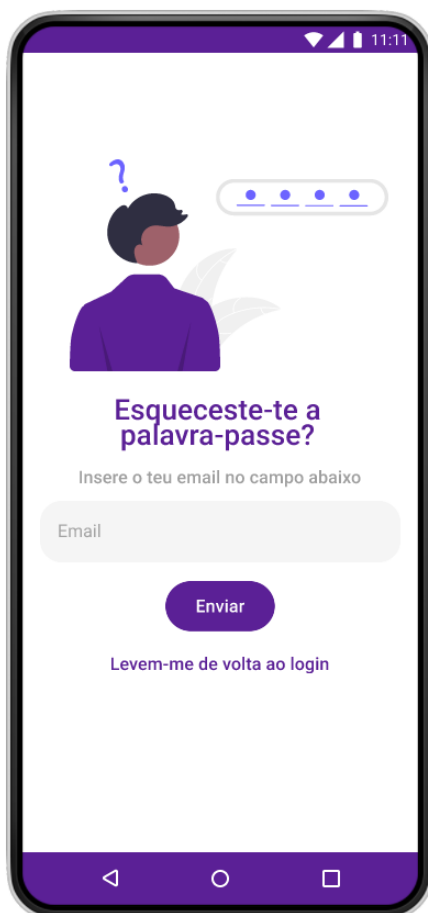 11:11
?
Esqueceste-te a
palavra-passe?
Insere o teu email no campo abaixo
Email
Enviar
Levem-me de volta ao login